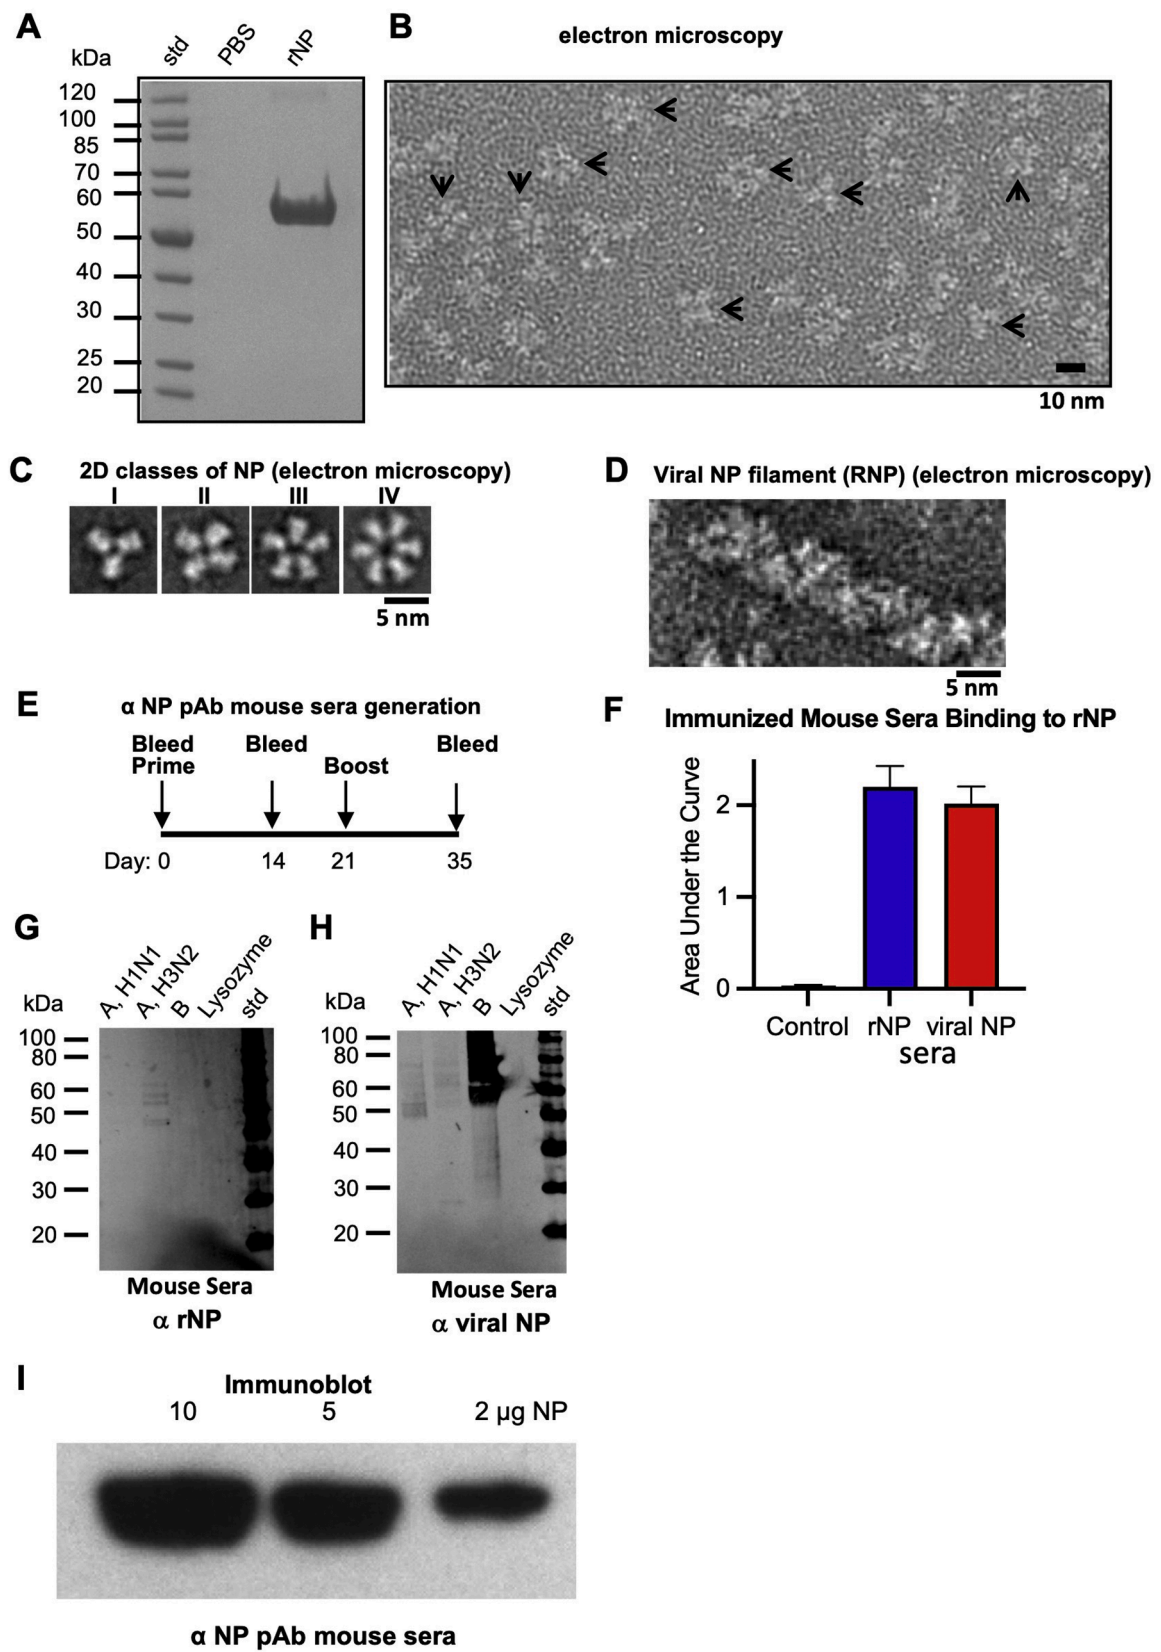 A
kDa
std
PBS
rNP
120
100
85
70
60
50
40
30
25
20
B
electron microscopy
10 nm
C
2D classes of NP (electron microscopy)
I II III IV
5 nm
D
Viral NP filament (RNP) (electron microscopy)
5 nm
E
α NP pAb mouse sera generation
Bleed Bleed Bleed
Prime Boost
Day: 0 14 21 35
F
Immunized Mouse Sera Binding to rNP
Area Under the Curve
2
1
0
Control rNP viral NP
sera
G
kDa
A, H1N1
A, H3N2
B
Lysozyme
std
100
80
60
50
40
30
20
Mouse Sera
α rNP
H
kDa
A, H1N1
A, H3N2
B
Lysozyme
std
100
80
60
50
40
30
20
Mouse Sera
α viral NP
I
Immunoblot
10 5 2 µg NP
α NP pAb mouse sera